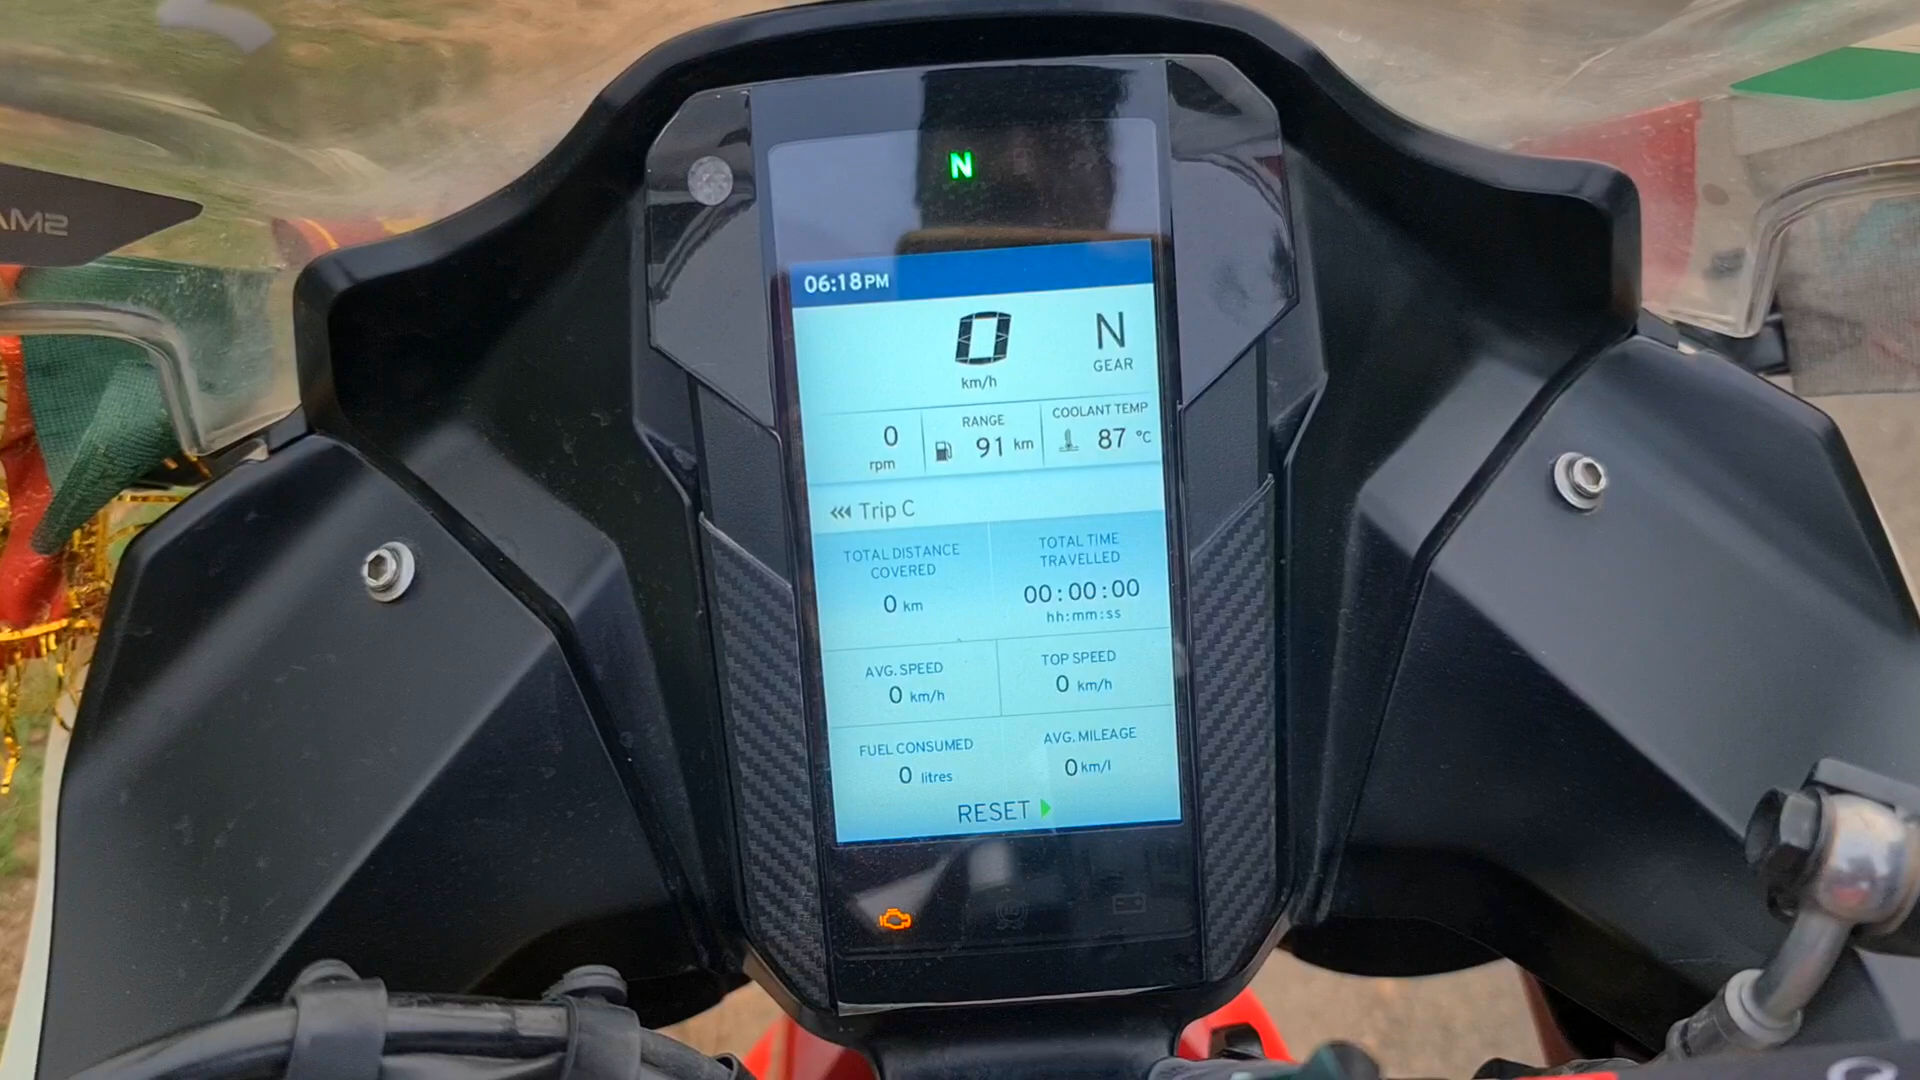 N
06:18PM
0
km/h
N
GEAR
0
rpm
RANGE
91 km
COOLANT TEMP
87 °C
Trip C
TOTAL DISTANCE
COVERED
0 km
TOTAL TIME
TRAVELLED
00:00:00
hh:mm:ss
AVG. SPEED
0 km/h
TOP SPEED
0 km/h
FUEL CONSUMED
0 litres
AVG. MILEAGE
0 km/l
RESET